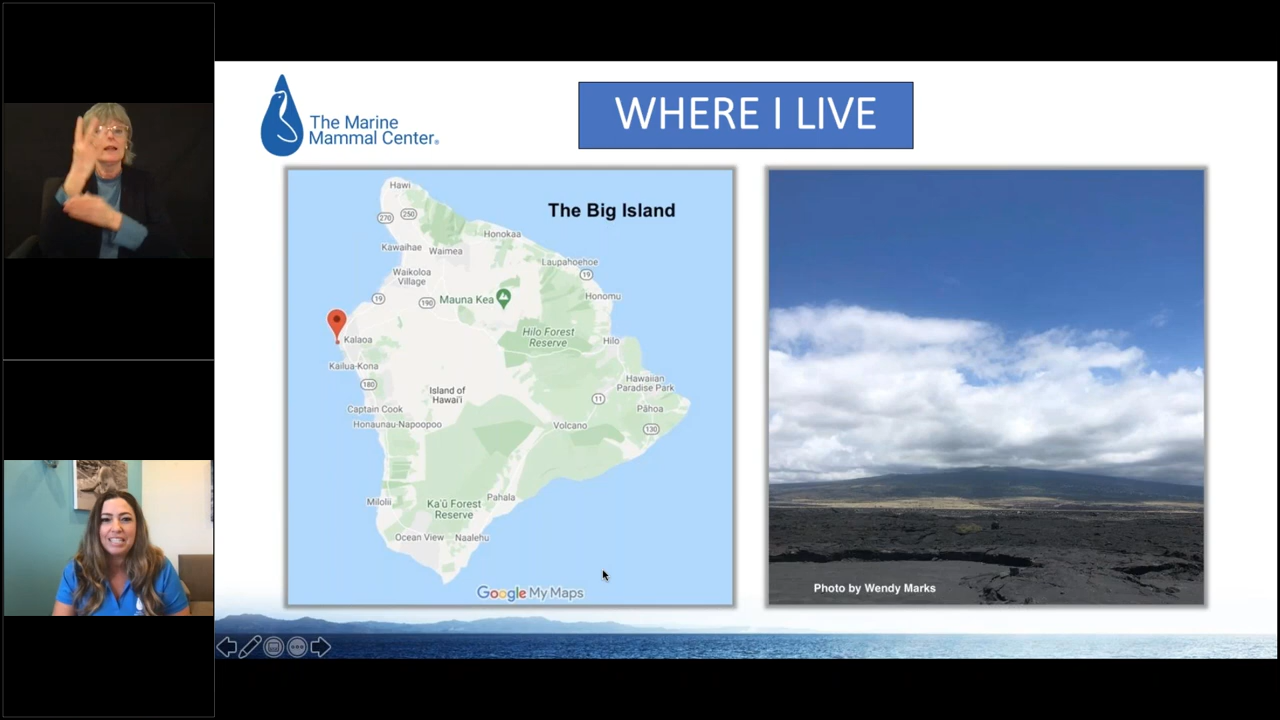 The Marine
Mammal Center®
WHERE I LIVE
The Big Island
Hawi
270
250
Honokaa
Kawaihae
Waimea
Laupahoehoe
19
Waikoloa
Village
19
190
Mauna Kea
Honomu
Hilo Forest
Reserve
Kalaoa
Hilo
Kailua-Kona
180
Island of
Hawai'i
Hawaiian
Paradise Park
11
Captain Cook
Pāhoa
Honaunau-Napoopoo
Volcano
130
Milolii
Pahala
Ka'ū Forest
Reserve
Ocean View
Naalehu
Google My Maps
Photo by Wendy Marks